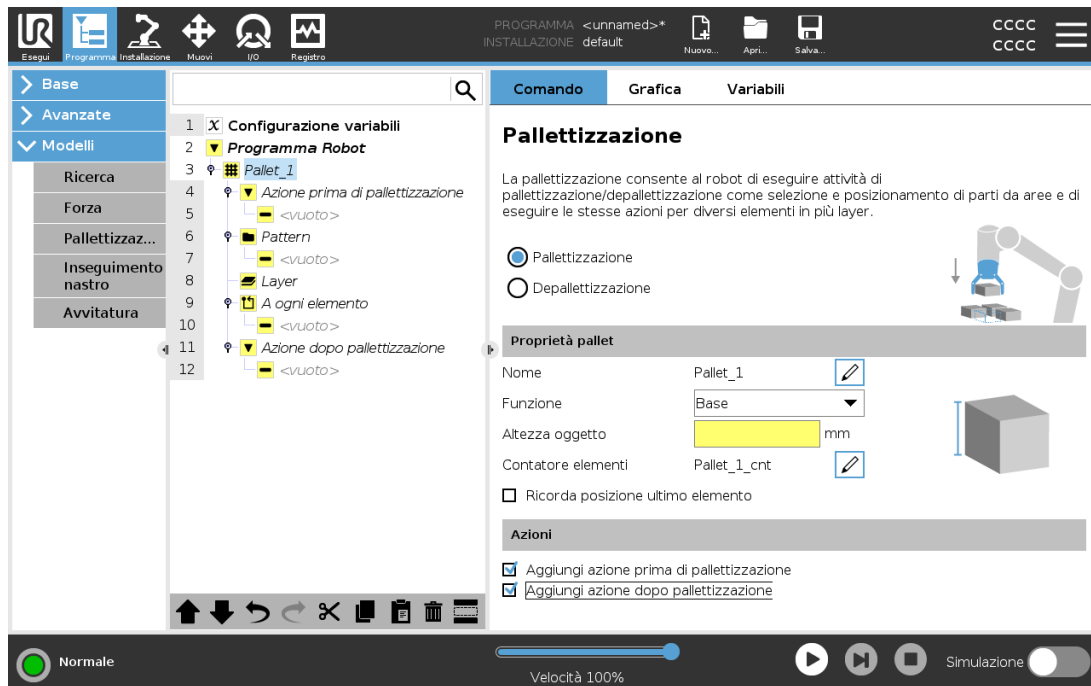 PROGRAMMA <unnamed>*
INSTALLAZIONE default
UR
Esegui
Programma
Installazione
Muovi
I/O
Registro
Nuovo...
Apri...
Salva...
CCCC
CCCC
Base
Avanzate
Modelli
Ricerca
Forza
Pallettizzaz...
Inseguimento
nastro
Avvitatura
1 X Configurazione variabili
2 Programma Robot
3 Pallet_1
4 Azione prima di pallettizzazione
5 <vuoto>
6 Pattern
7 <vuoto>
8 Layer
9 A ogni elemento
10 <vuoto>
11 Azione dopo pallettizzazione
12 <vuoto>
Comando
Grafica
Variabili
Pallettizzazione
La pallettizzazione consente al robot di eseguire attività di
pallettizzazione/depallettizzazione come selezione e posizionamento di parti da aree e di
eseguire le stesse azioni per diversi elementi in più layer.
Pallettizzazione
Depallettizzazione
Proprietà pallet
Nome Pallet_1
Funzione Base
Altezza oggetto mm
Contatore elementi Pallet_1_cnt
Ricorda posizione ultimo elemento
Azioni
Aggiungi azione prima di pallettizzazione
Aggiungi azione dopo pallettizzazione
Normale
Velocità 100%
Simulazione